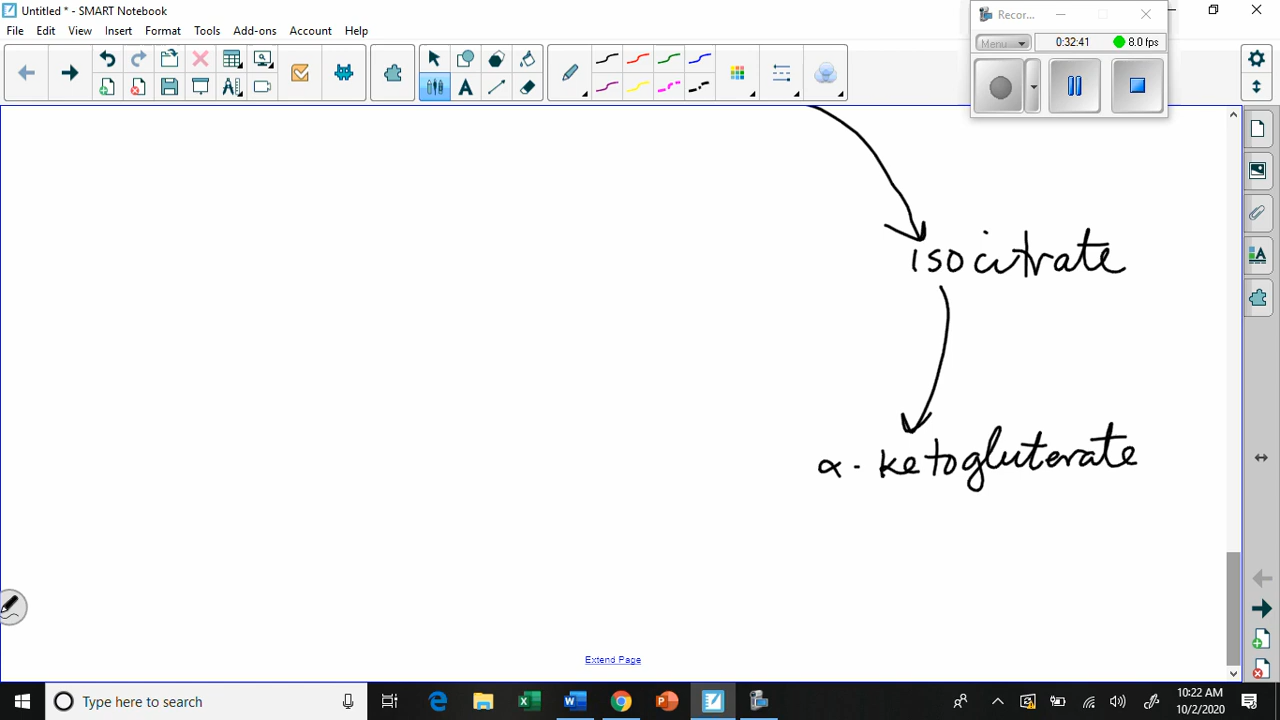 Untitled * - SMART Notebook
Recor...
File Edit View Insert Format Tools Add-ons Account Help
Menu
0:32:41
8.0 fps
isocitrate
α- ketogluterate
Extend Page
Type here to search
10:22 AM
10/2/2020